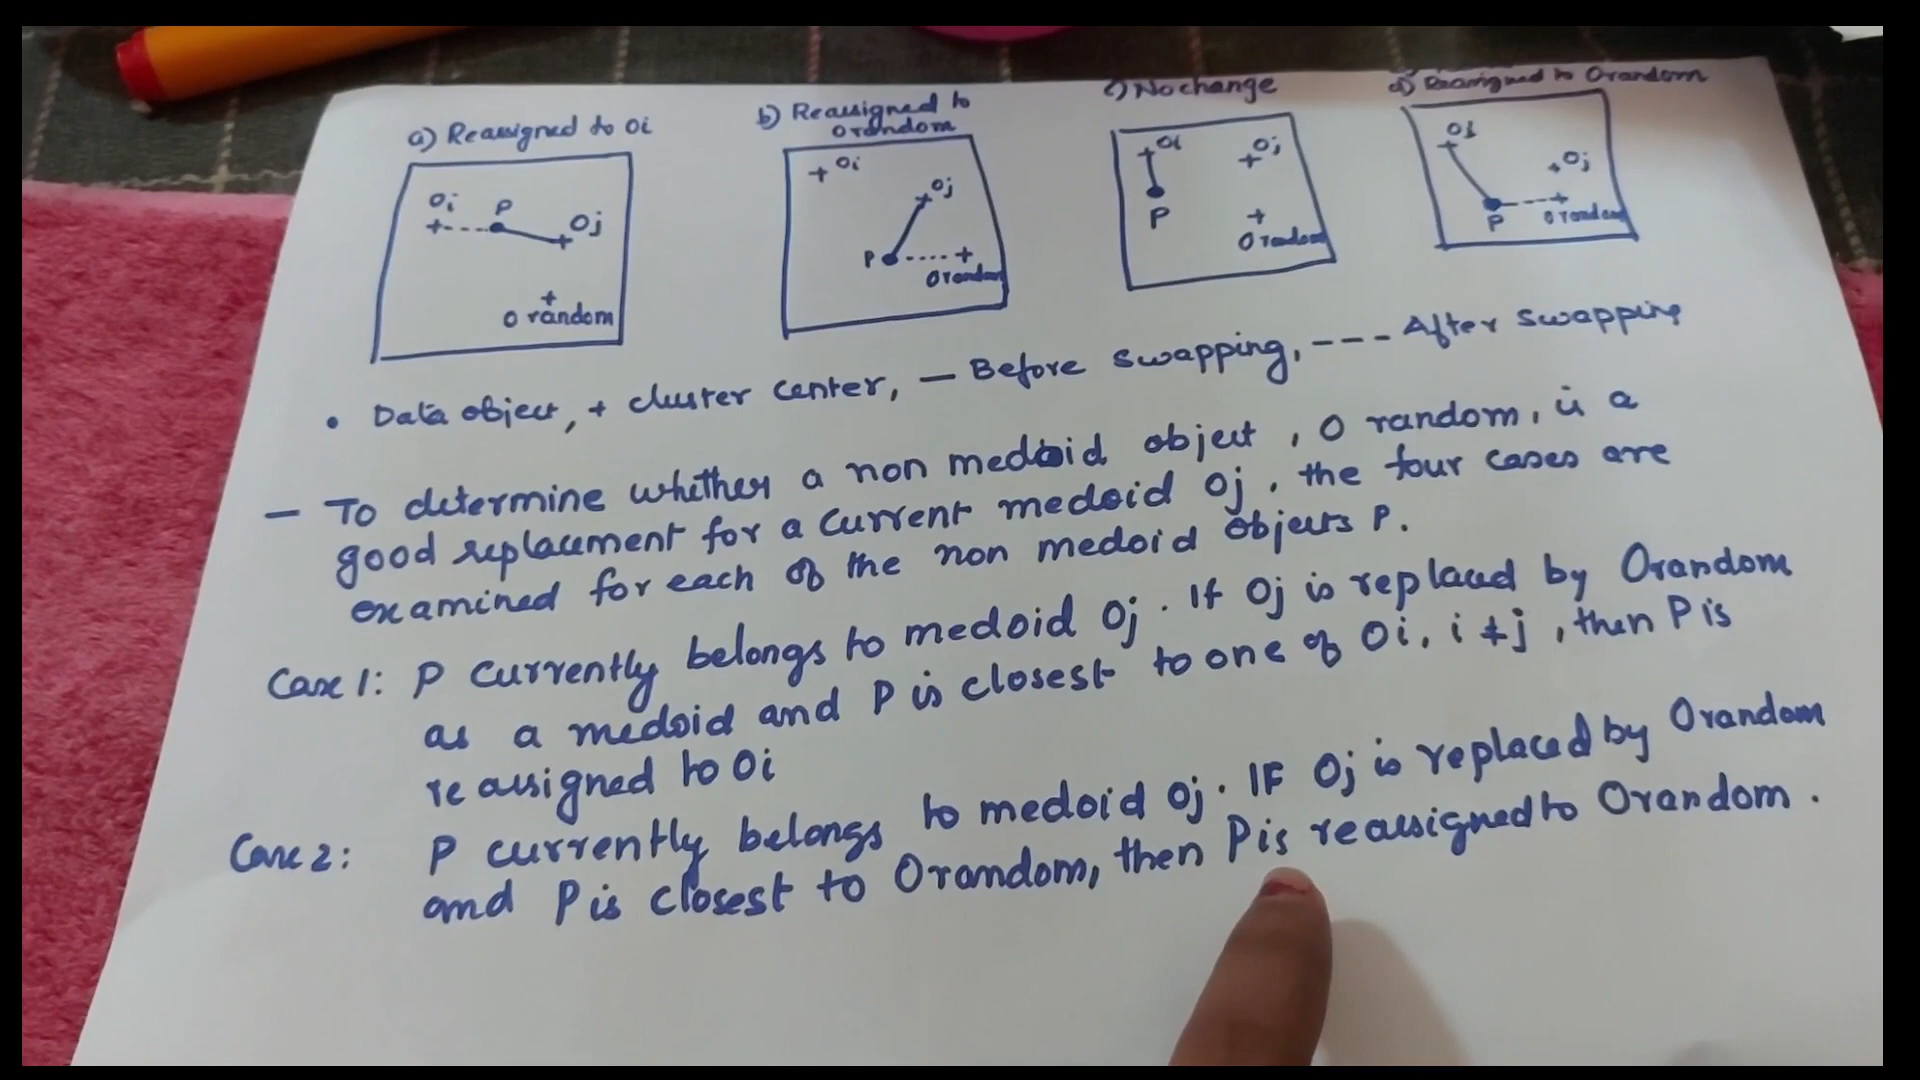 a) Reassigned to Oi
b) Reassigned to
Orandom
c) No change
d) Reassigned to Orandom
Oi
P
Oj
O random
Oi
Oj
P
Orandom
Oi
Oj
P
O random
Oi
Oj
P
O random
• Data object, + cluster center, — Before swapping, ---- After swapping
— To determine whether a non medoid object, O random, is a
good replacement for a current medoid Oj, the four cases are
examined for each of the non medoid objects P.
Case 1: P currently belongs to medoid Oj. If Oj is replaced by Orandom
as a medoid and P is closest to one of Oi, i ≠ j, then P is
reassigned to Oi
Case 2: P currently belongs to medoid Oj. IF Oj is replaced by Orandom
and P is closest to Orandom, then P is reassigned to Orandom.